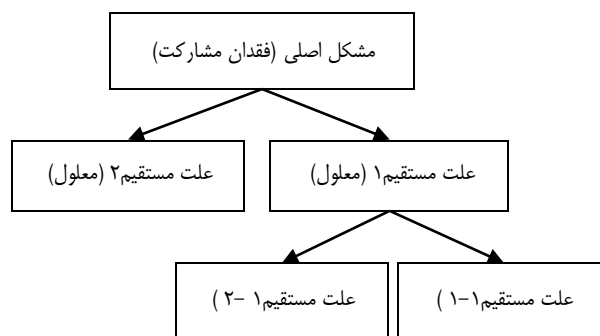 مشکل اصلی (فقدان مشارکت)
علت مستقیم۱ (معلول)
علت مستقیم۲ (معلول)
علت مستقیم۱-۱ )
علت مستقیم۱ -۲ )